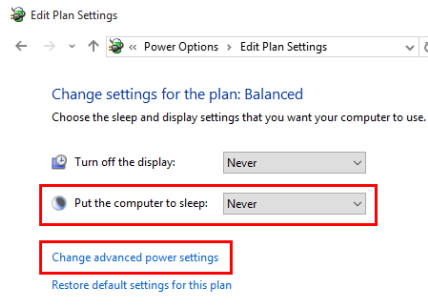 Edit Plan Settings
« Power Options > Edit Plan Settings
Change settings for the plan: Balanced
Choose the sleep and display settings that you want your computer to use.
Turn off the display: Never
Put the computer to sleep: Never
Change advanced power settings
Restore default settings for this plan